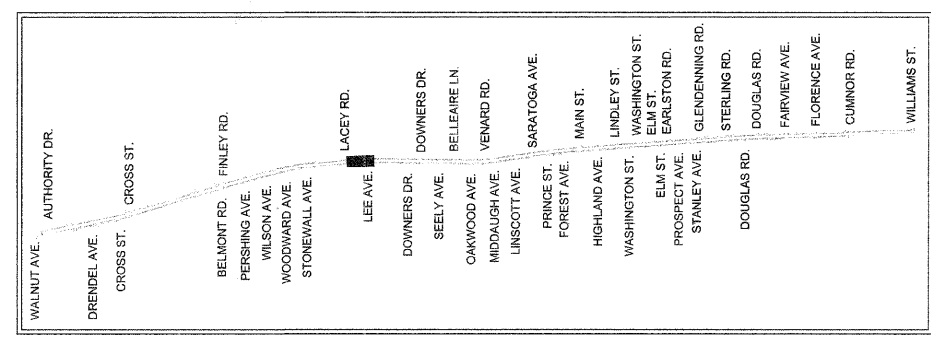 AUTHORITY DR.
CROSS ST.
FINLEY RD.
LACEY RD.
DOWNERS DR.
BELLEAIRE LN.
VENARD RD.
SARATOGA AVE.
MAIN ST.
LINDLEY ST.
WASHINGTON ST.
ELM ST.
EARLSTON RD.
GLENDENNING RD.
STERLING RD.
DOUGLAS RD.
FAIRVIEW AVE.
FLORENCE AVE.
CUMNOR RD.
WILLIAMS ST.
WALNUT AVE.
DRENDEL AVE.
CROSS ST.
BELMONT RD.
PERSHING AVE.
WILSON AVE.
WOODWARD AVE.
STONEWALL AVE.
LEE AVE.
DOWNERS DR.
SEELY AVE.
OAKWOOD AVE.
MIDDAUGH AVE.
LINSCOTT AVE.
PRINCE ST.
FOREST AVE.
HIGHLAND AVE.
WASHINGTON ST.
ELM ST.
PROSPECT AVE.
STANLEY AVE.
DOUGLAS RD.